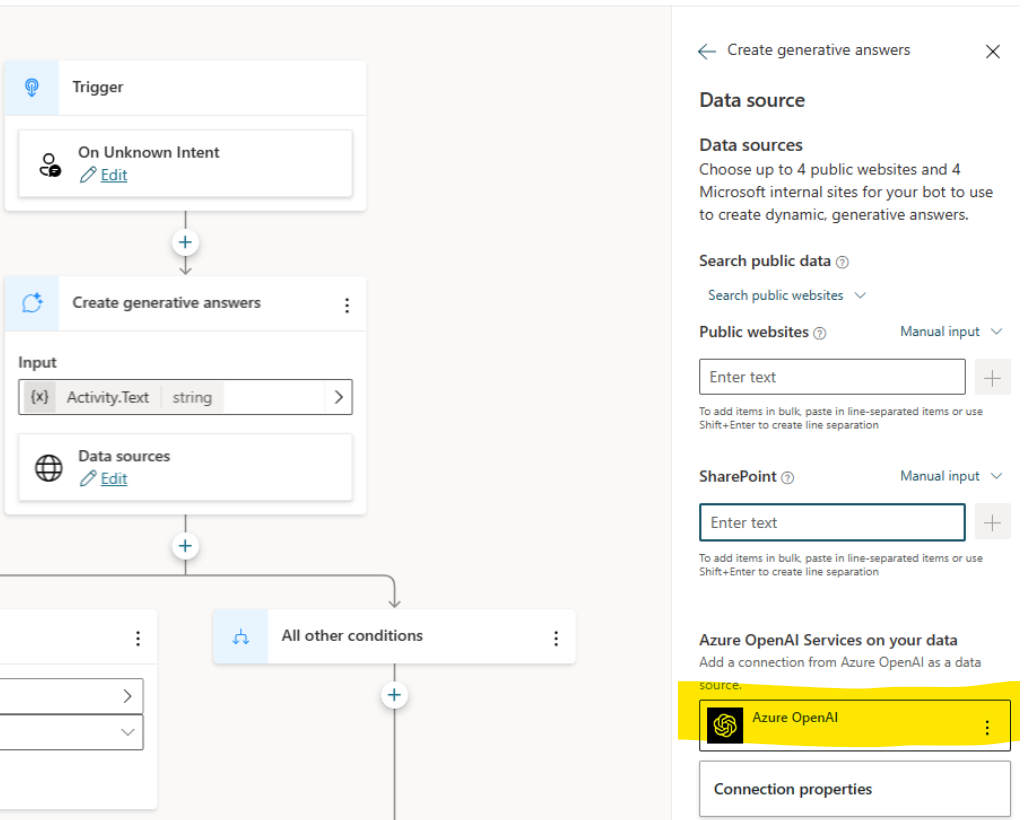 Trigger
On Unknown Intent
Edit
Create generative answers
Input
{x} Activity.Text string
Data sources
Edit
All other conditions
Create generative answers
Data source
Data sources
Choose up to 4 public websites and 4
Microsoft internal sites for your bot to use
to create dynamic, generative answers.
Search public data
Search public websites
Public websites Manual input
Enter text
To add items in bulk, paste in line-separated items or use
Shift+Enter to create line separation
SharePoint Manual input
Enter text
To add items in bulk, paste in line-separated items or use
Shift+Enter to create line separation
Azure OpenAI Services on your data
Add a connection from Azure OpenAI as a data
source.
Azure OpenAI
Connection properties